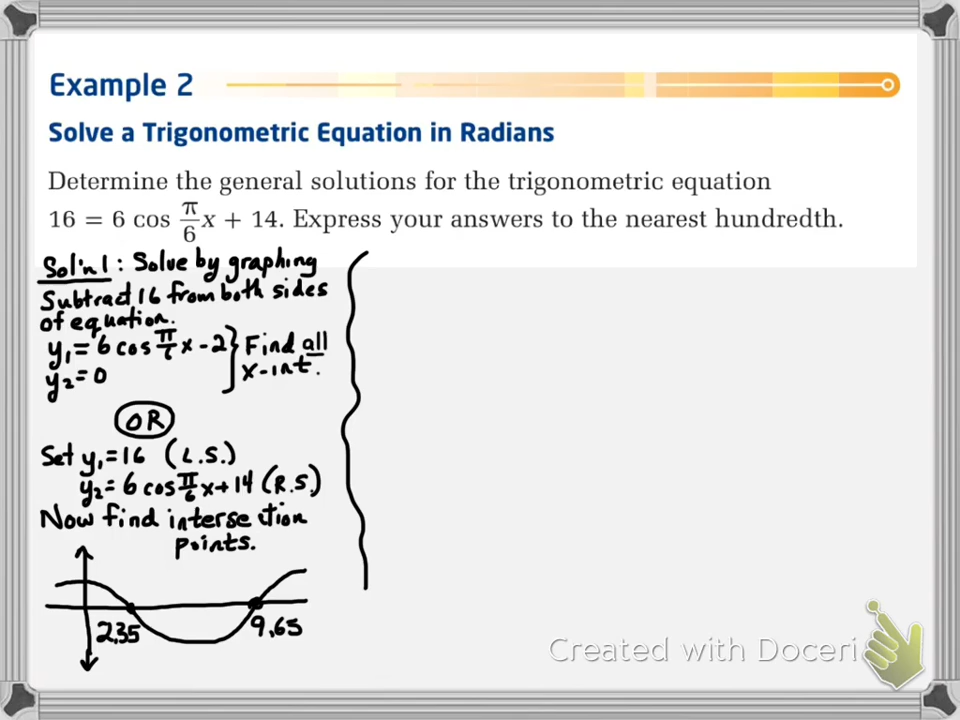 Example 2
Solve a Trigonometric Equation in Radians
Determine the general solutions for the trigonometric equation
16 = 6 cos π/6 x + 14. Express your answers to the nearest hundredth.
Sol'n 1 : Solve by graphing
Subtract 16 from both sides
of equation.
y₁ = 6 cos π/6 x - 2 } Find all
y₂ = 0 x-int.
OR
Set y₁ = 16 (L.S.)
y₂ = 6 cos π/6 x + 14 (R.S.)
Now find intersection
points.
2.35 9.65
Created with Doceri